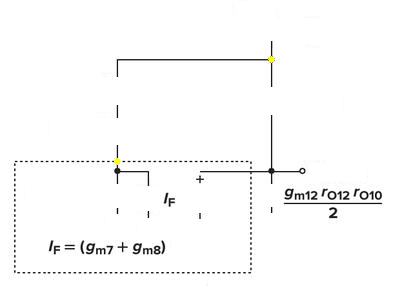 +
I_F
g_m12 r_O12 r_O10
2
I_F = (g_m7 + g_m8)